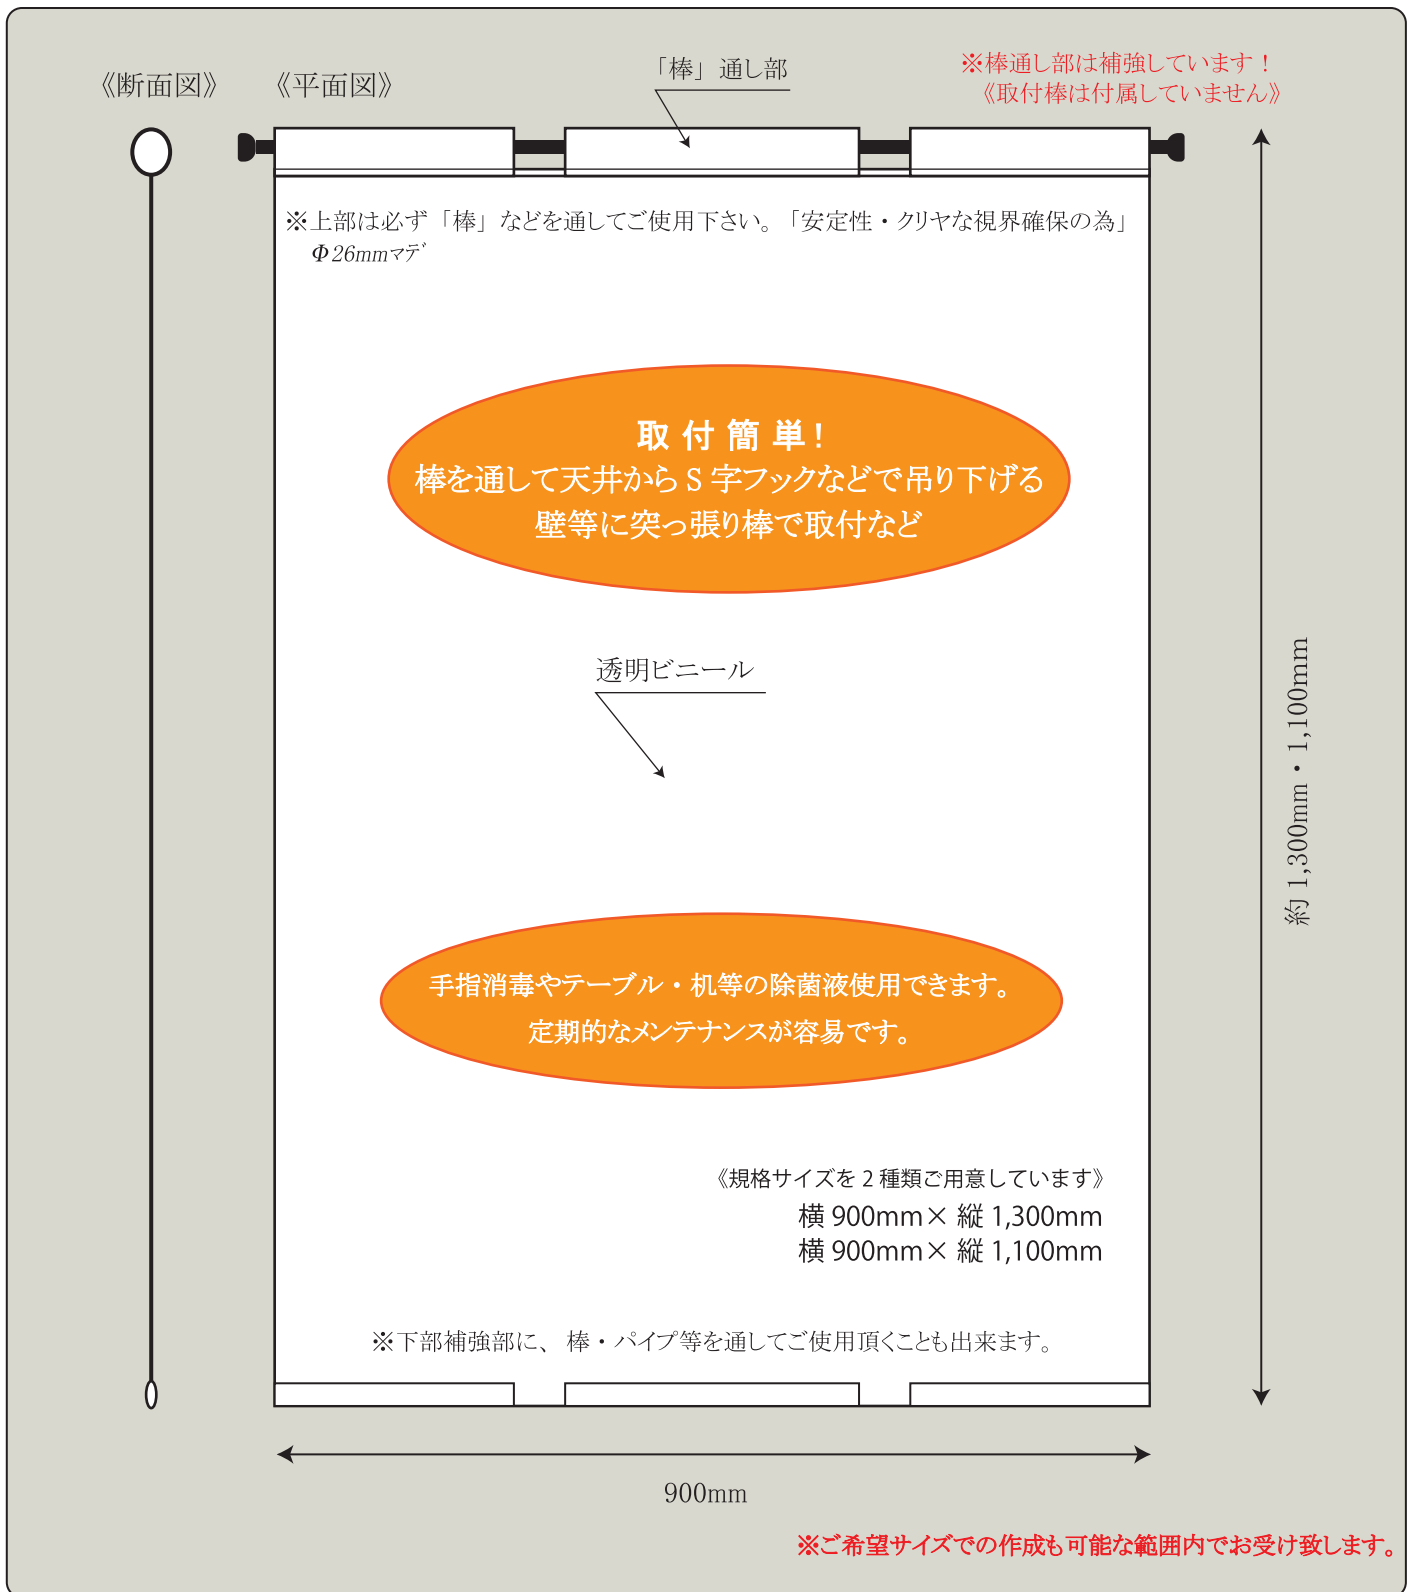 《断面図》
《平面図》
「棒」通し部
※棒通し部は補強しています！
《取付棒は付属していません》
※上部は必ず「棒」などを通してご使用下さい。「安定性・クリヤな視界確保の為」
Φ26mmマデ
取付簡単！
棒を通して天井からS字フックなどで吊り下げる
壁等に突っ張り棒で取付など
透明ビニール
約1,300mm・1,100mm
手指消毒やテーブル・机等の除菌液使用できます。
定期的なメンテナンスが容易です。
《規格サイズを2種類ご用意しています》
横900mm×縦1,300mm
横900mm×縦1,100mm
※下部補強部に、棒・パイプ等を通してご使用頂くことも出来ます。
900mm
※ご希望サイズでの作成も可能な範囲内でお受け致します。